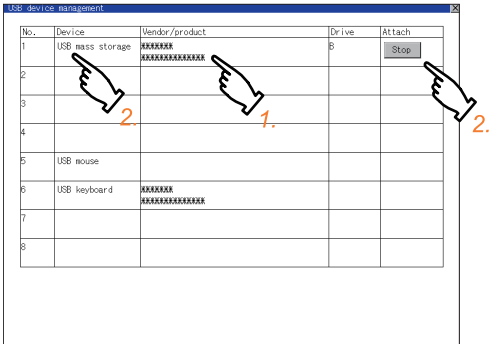 USB device management
No. Device Vendor/product Drive Attach
1 USB mass storage ******* B Stop
**************
2
3
4
5 USB mouse
6 USB keyboard *******
**************
7
8
2. 1. 2.